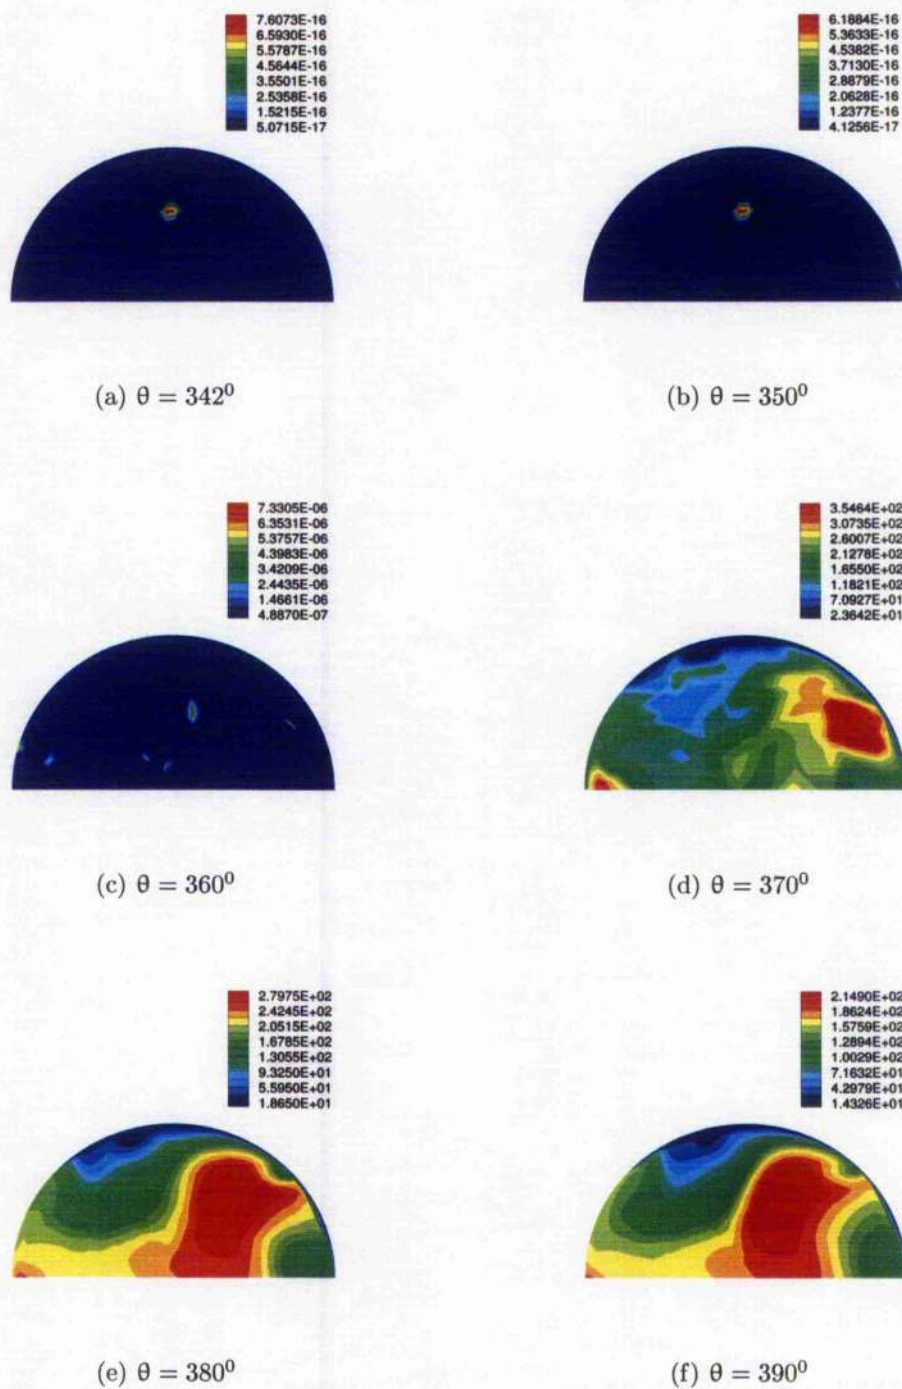 7.6073E-16
6.5930E-16
5.5787E-16
4.5644E-16
3.5501E-16
2.5358E-16
1.5215E-16
5.0715E-17
6.1884E-16
5.3633E-16
4.5382E-16
3.7130E-16
2.8879E-16
2.0628E-16
1.2377E-16
4.1256E-17
(a) θ = 342⁰
(b) θ = 350⁰
7.3305E-06
6.3531E-06
5.3757E-06
4.3983E-06
3.4209E-06
2.4435E-06
1.4661E-06
4.8870E-07
3.5464E+02
3.0735E+02
2.6007E+02
2.1278E+02
1.6550E+02
1.1821E+02
7.0927E+01
2.3642E+01
(c) θ = 360⁰
(d) θ = 370⁰
2.7975E+02
2.4245E+02
2.0515E+02
1.6785E+02
1.3055E+02
9.3250E+01
5.5950E+01
1.8650E+01
2.1490E+02
1.8624E+02
1.5759E+02
1.2894E+02
1.0029E+02
7.1632E+01
4.2979E+01
1.4326E+01
(e) θ = 380⁰
(f) θ = 390⁰